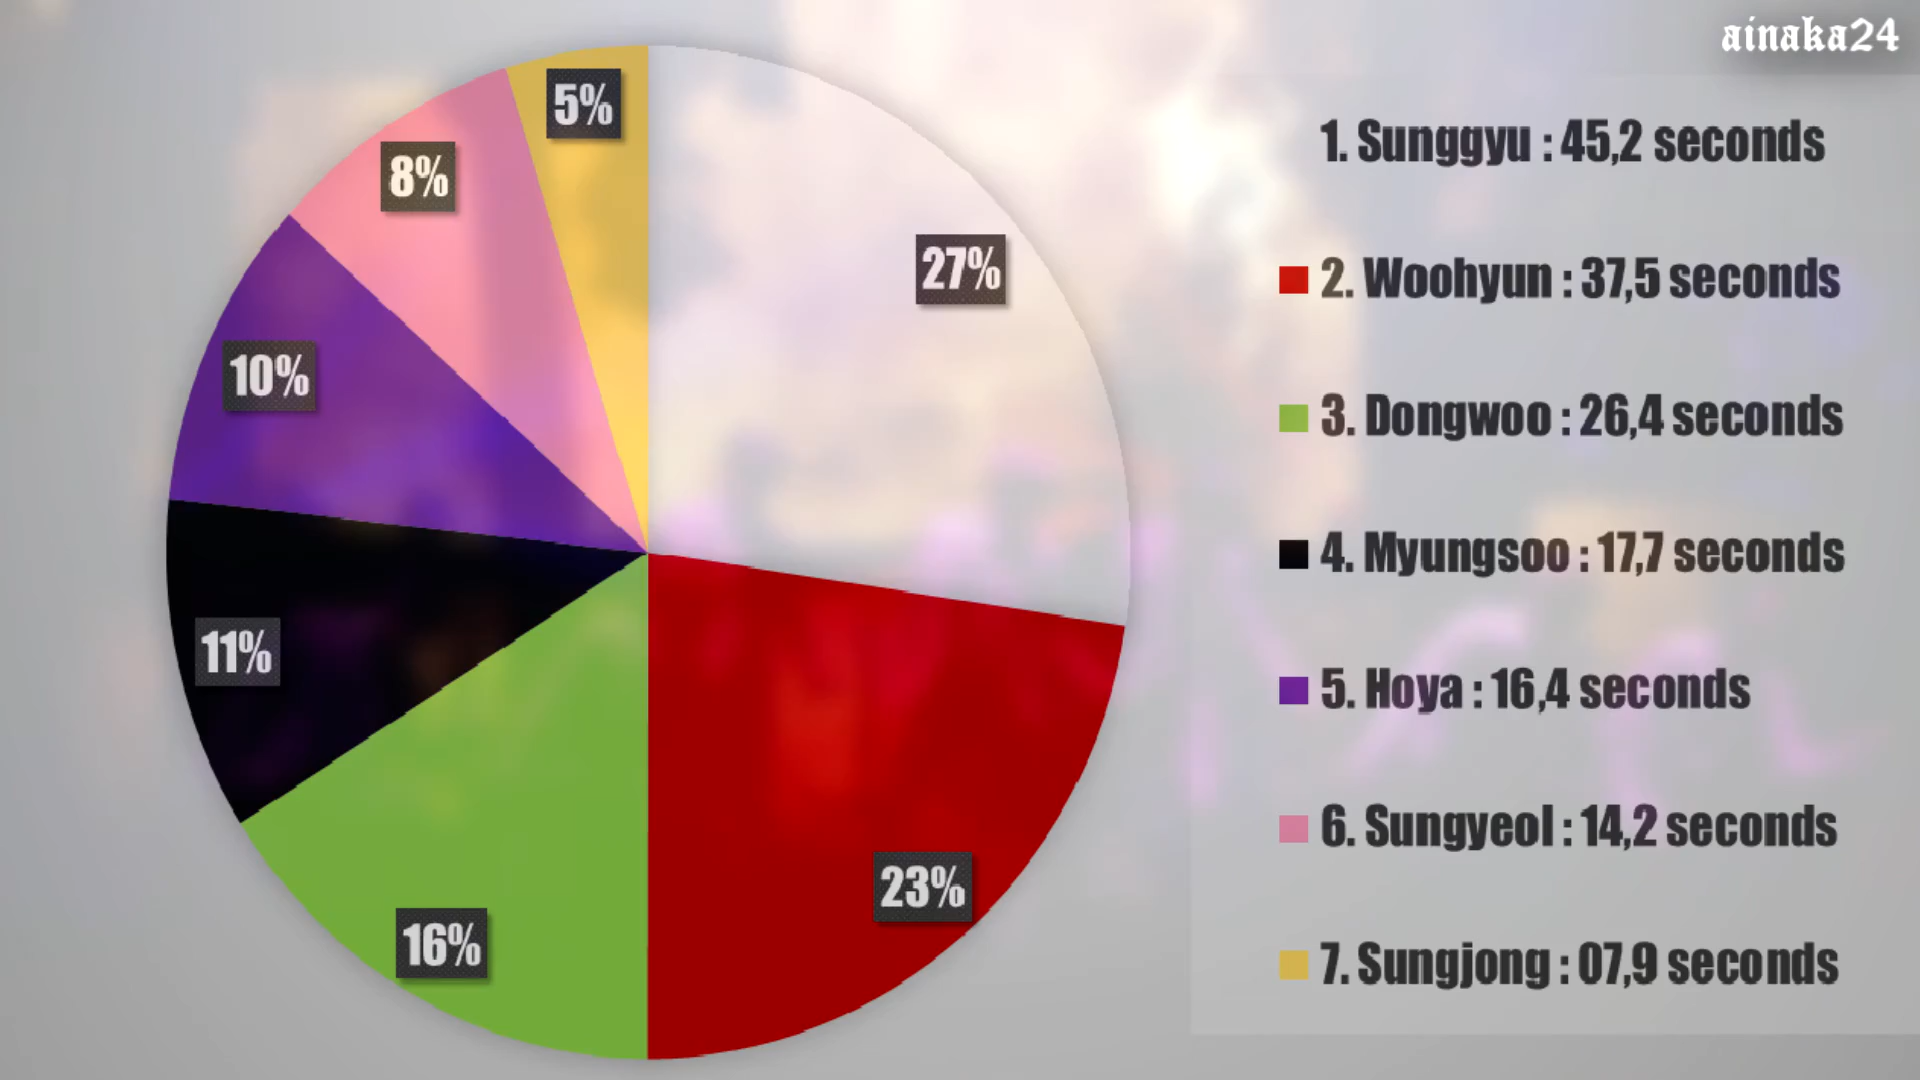 ainaka24
5%
8%
27%
10%
11%
23%
16%
1. Sunggyu : 45,2 seconds
2. Woohyun : 37,5 seconds
3. Dongwoo : 26,4 seconds
4. Myungsoo : 17,7 seconds
5. Hoya : 16,4 seconds
6. Sungyeol : 14,2 seconds
7. Sungjong : 07,9 seconds